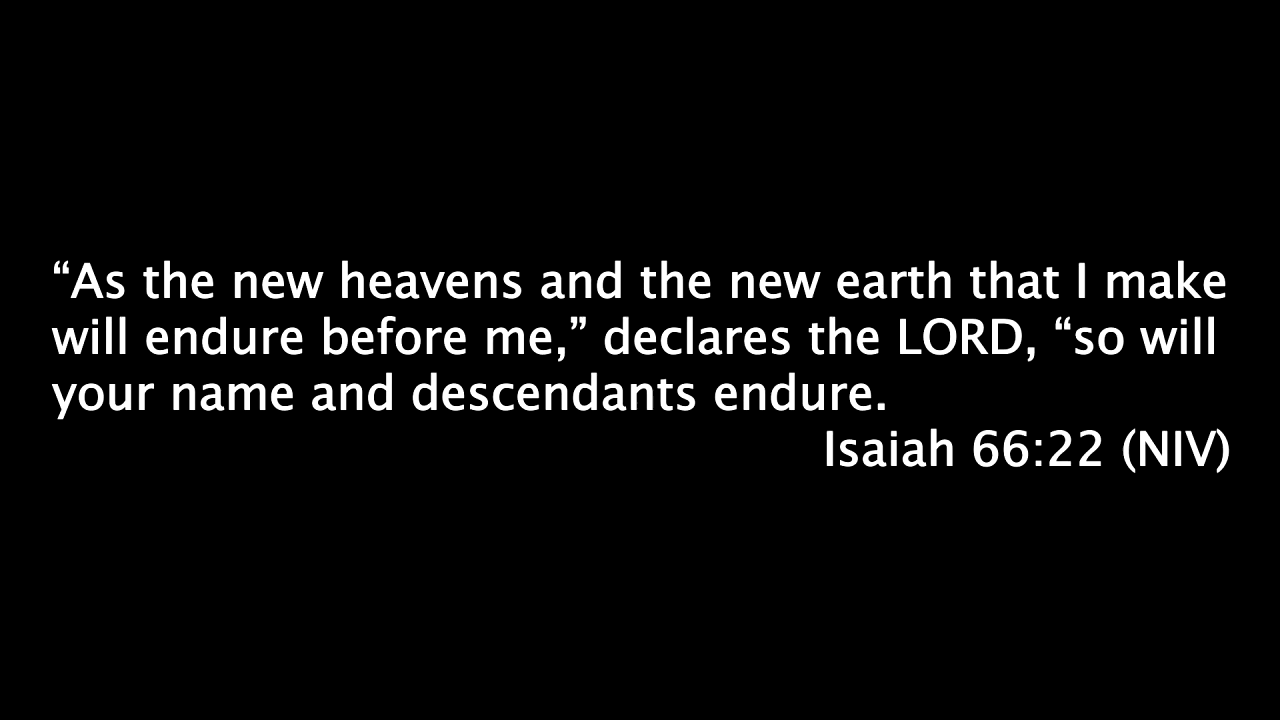 “As the new heavens and the new earth that I make
will endure before me,” declares the LORD, “so will
your name and descendants endure.
Isaiah 66:22 (NIV)